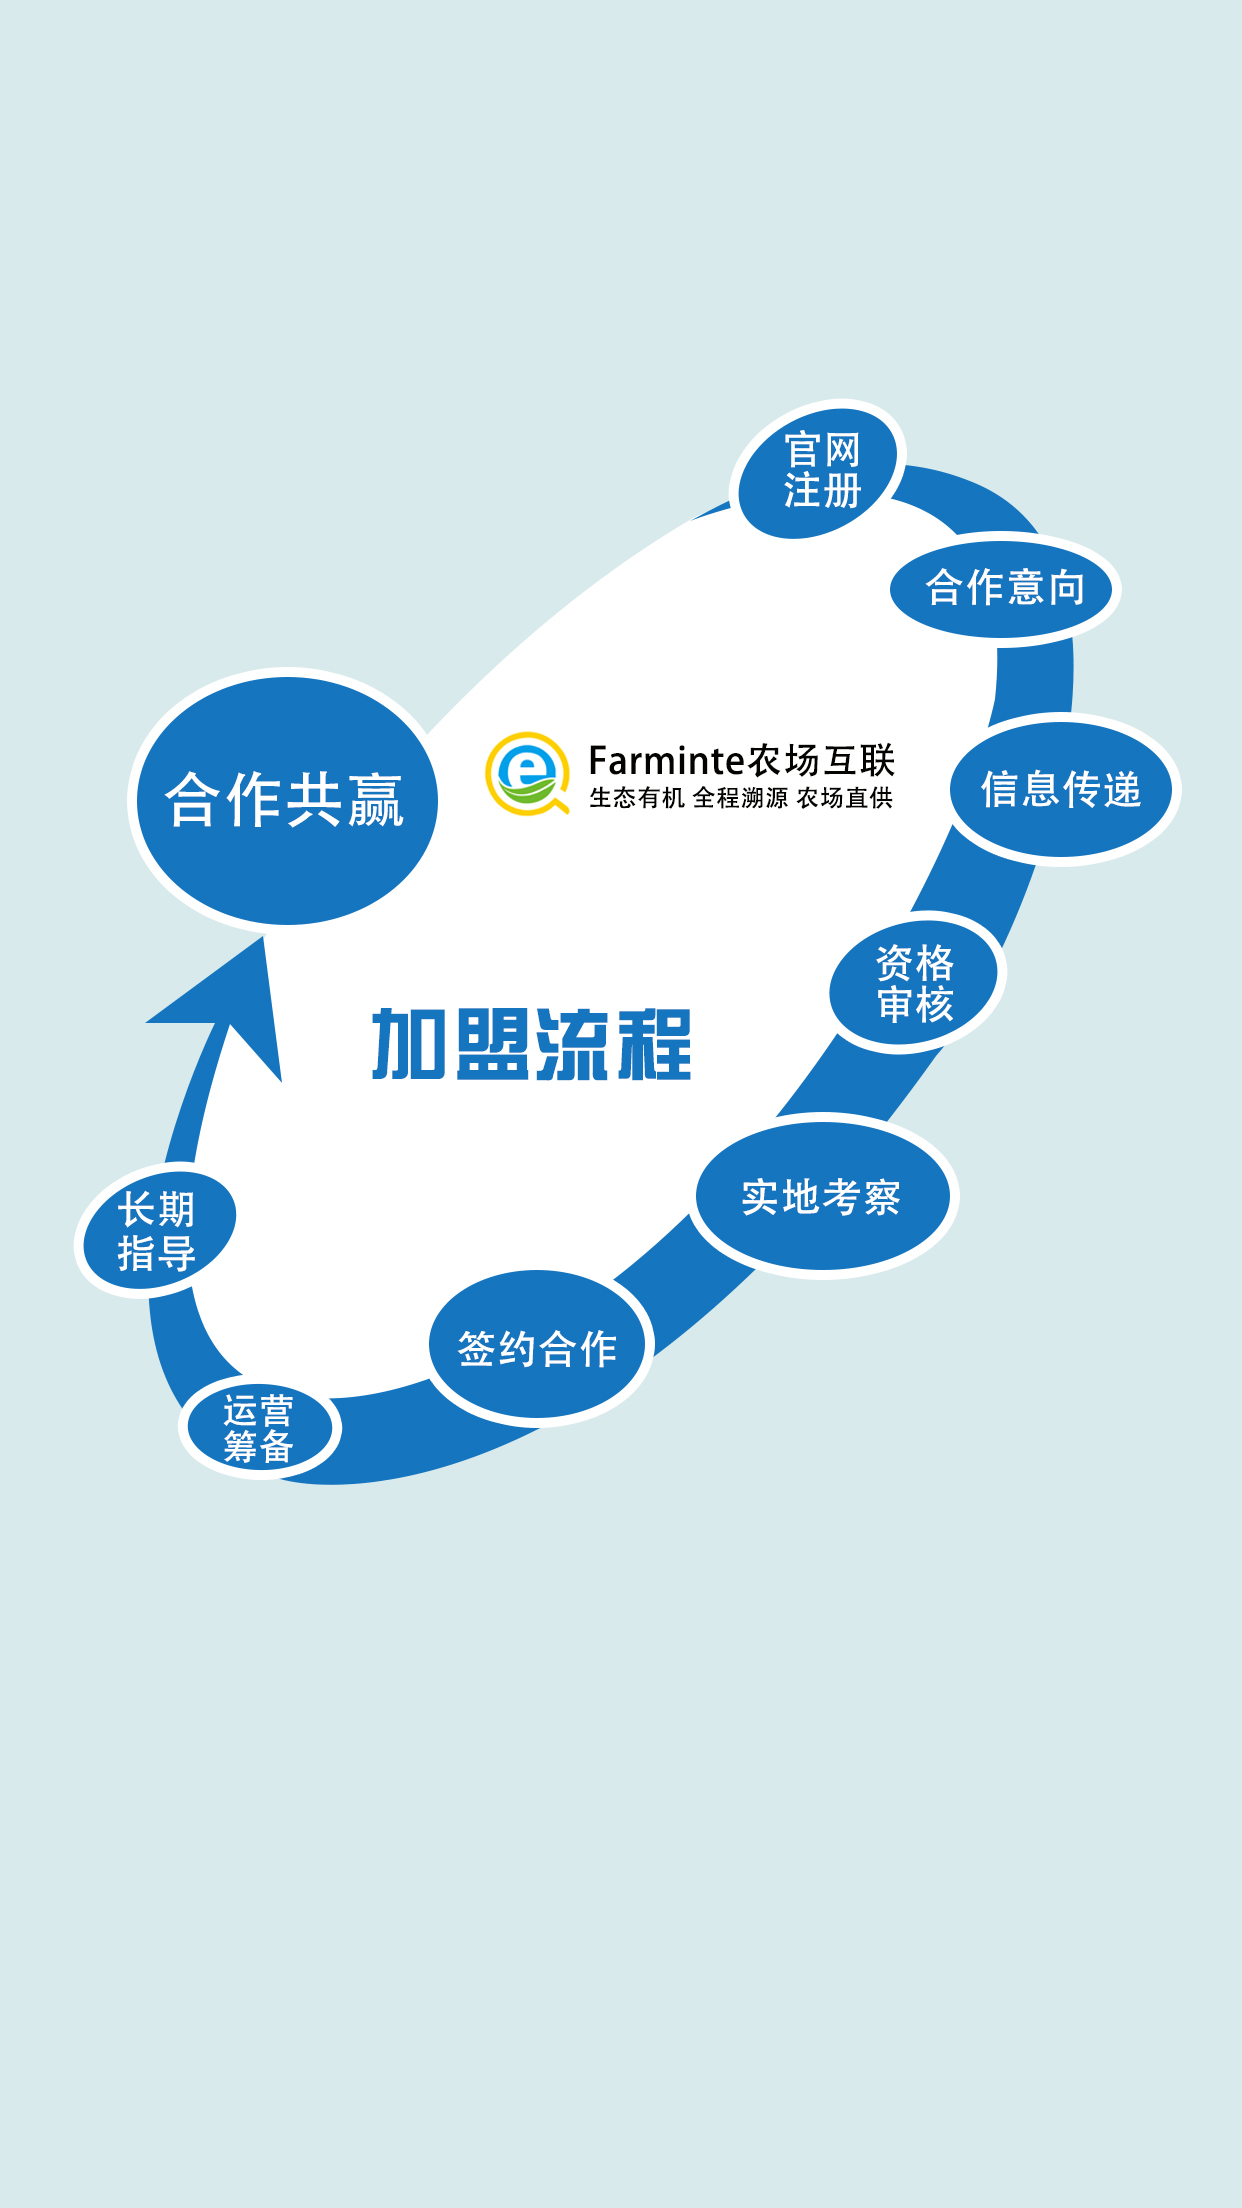 官网
注册
合作意向
信息传递
资格
审核
实地考察
签约合作
运营
筹备
长期
指导
合作共赢
Farminte农场互联
生态有机 全程溯源 农场直供
加盟流程